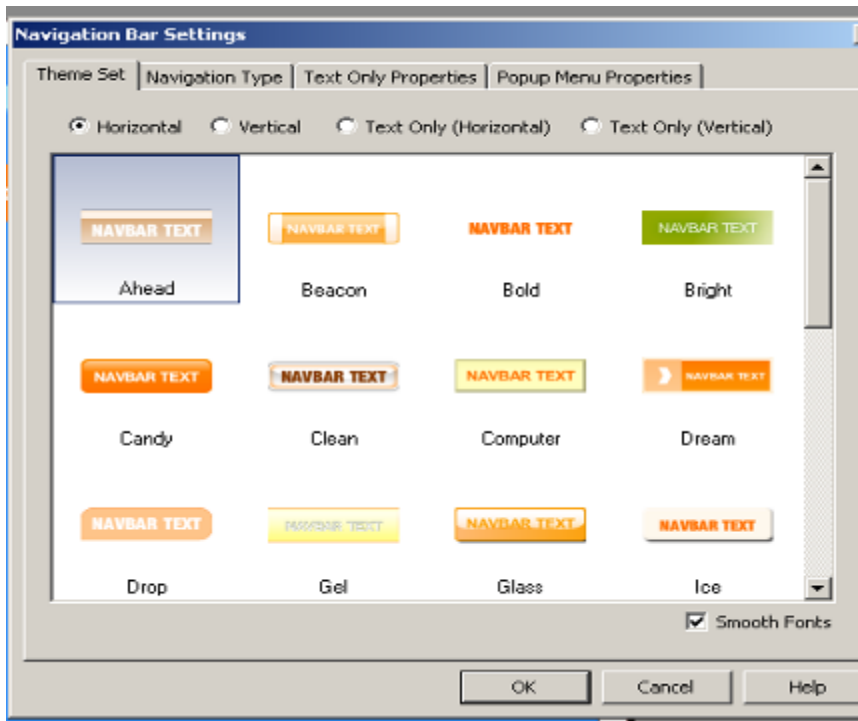 Navigation Bar Settings
Theme Set Navigation Type Text Only Properties Popup Menu Properties
Horizontal Vertical Text Only (Horizontal) Text Only (Vertical)
NAVBAR TEXT NAVBAR TEXT NAVBAR TEXT NAVBAR TEXT
Ahead Beacon Bold Bright
NAVBAR TEXT NAVBAR TEXT NAVBAR TEXT NAVBAR TEXT
Candy Clean Computer Dream
NAVBAR TEXT NAVBAR TEXT NAVBAR TEXT NAVBAR TEXT
Drop Gel Glass Ice
Smooth Fonts
OK Cancel Help